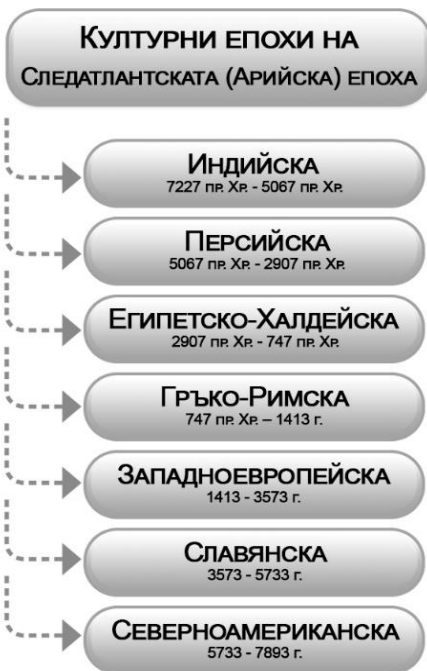 Културни епохи на
Следатлантската (Арийска) епоха
Индийска
7227 пр. Хр. - 5067 пр. Хр.
Персийска
5067 пр. Хр. - 2907 пр. Хр.
Египетско-Халдейска
2907 пр. Хр. - 747 пр. Хр.
Гръко-Римска
747 пр. Хр. – 1413 г.
Западноевропейска
1413 - 3573 г.
Славянска
3573 - 5733 г.
Северноамериканска
5733 - 7893 г.